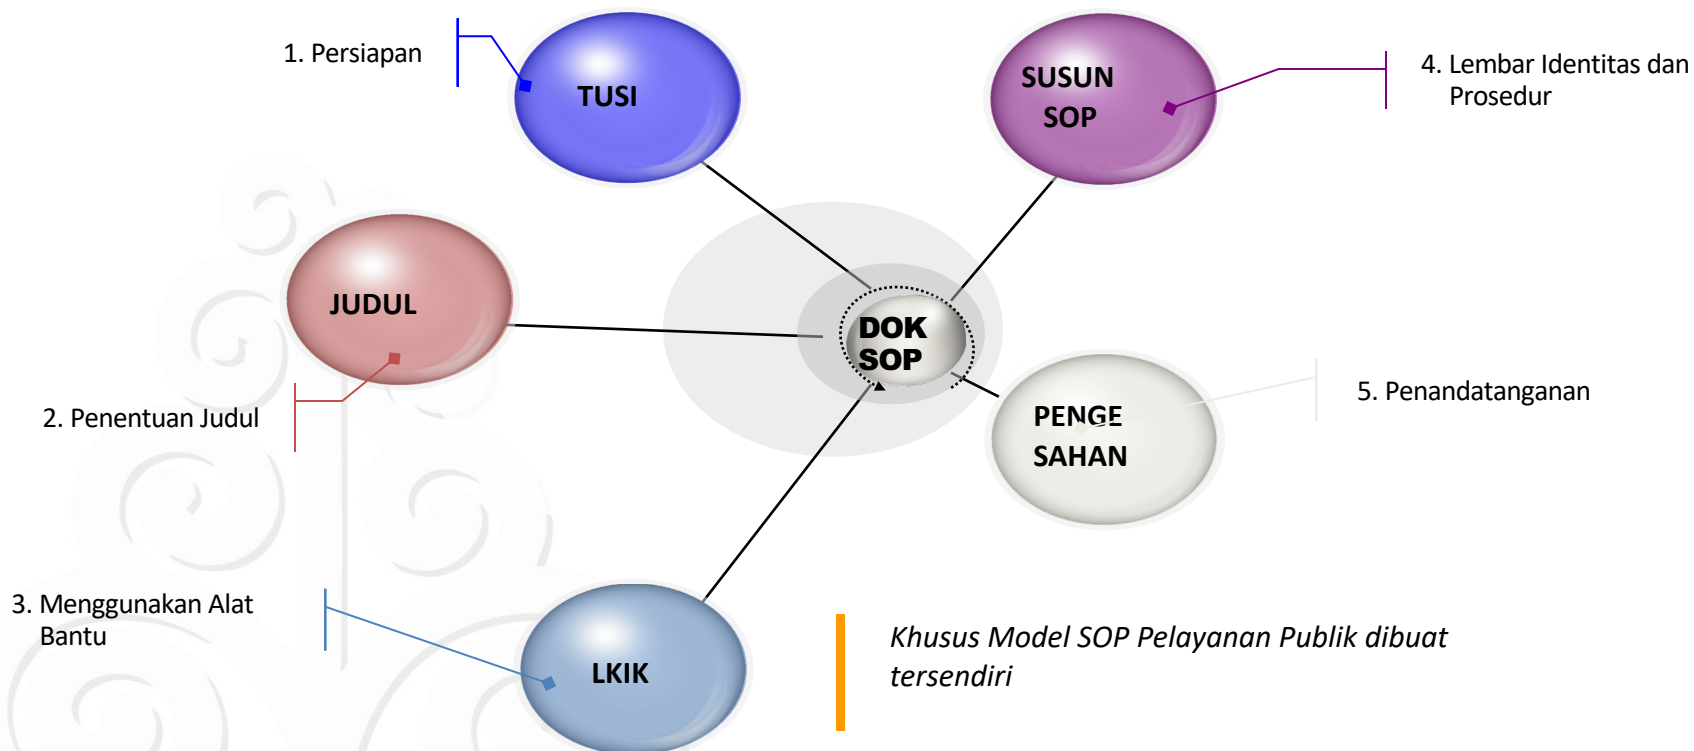 1. Persiapan
TUSI
SUSUN
SOP
4. Lembar Identitas dan
Prosedur
JUDUL
DOK
SOP
2. Penentuan Judul
PENGE
SAHAN
5. Penandatanganan
3. Menggunakan Alat
Bantu
LKIK
Khusus Model SOP Pelayanan Publik dibuat
tersendiri